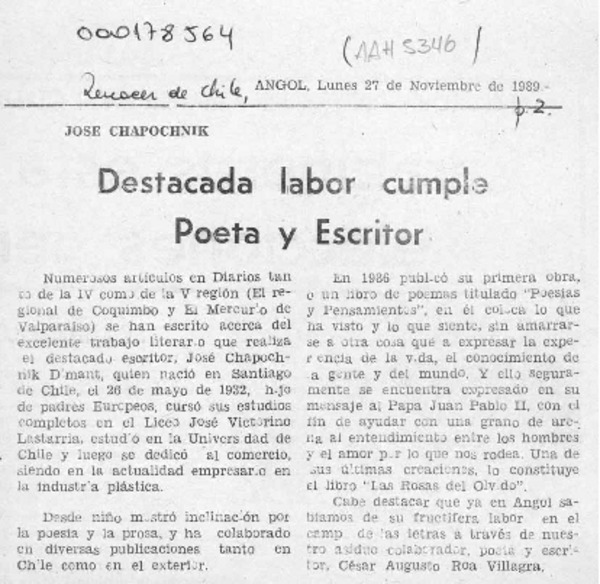 000178564
(AAH 5346)
Renacer de Chile, ANGOL, Lunes 27 de Noviembre de 1989.-
p.2.
JOSE CHAPOCHNIK
Destacada labor cumple
Poeta y Escritor
Numerosos artículos en Diarios tan
to de la IV como de la V región (El re-
gional de Coquimbo y El Mercurio de
Valparaíso) se han escrito acerca del
excelente trabajo literario que realiza
el destacado escritor, José Chapoch-
nik Dimant, quien nació en Santiago
de Chile, el 26 de mayo de 1932, hijo
de padres Europeos, cursó sus estudios
completos en el Liceo José Victorino
Lastarria, estudió en la Universidad de
Chile y luego se dedicó al comercio,
siendo en la actualidad empresario en
la industria plástica.
Desde niño mostró inclinación por
la poesía y la prosa, y ha colaborado
en diversas publicaciones tanto en
Chile como en el exterior.
En 1986 publicó su primera obra,
o un libro de poemas titulado "Poesías
y Pensamientos", en él coloca lo que
ha visto y lo que siente, sin amarrar-
se a otra cosa que a expresar la expe-
riencia de la vida, el conocimiento de
la gente y del mundo. Y ello segura-
mente se encuentra expresado en su
mensaje al Papa Juan Pablo II, con el
fin de ayudar con una grano de are-
na al entendimiento entre los hombres
y el amor por lo que nos rodea. Una de
sus últimas creaciones, lo constituye
el libro "Las Rosas del Olvido".
Cabe destacar que ya en Angol sa-
bíamos de su fructífera labor en el
campo de las letras a través de nues-
tro asiduo colaborador, poeta y escri-
tor, César Augusto Roa Villagra.